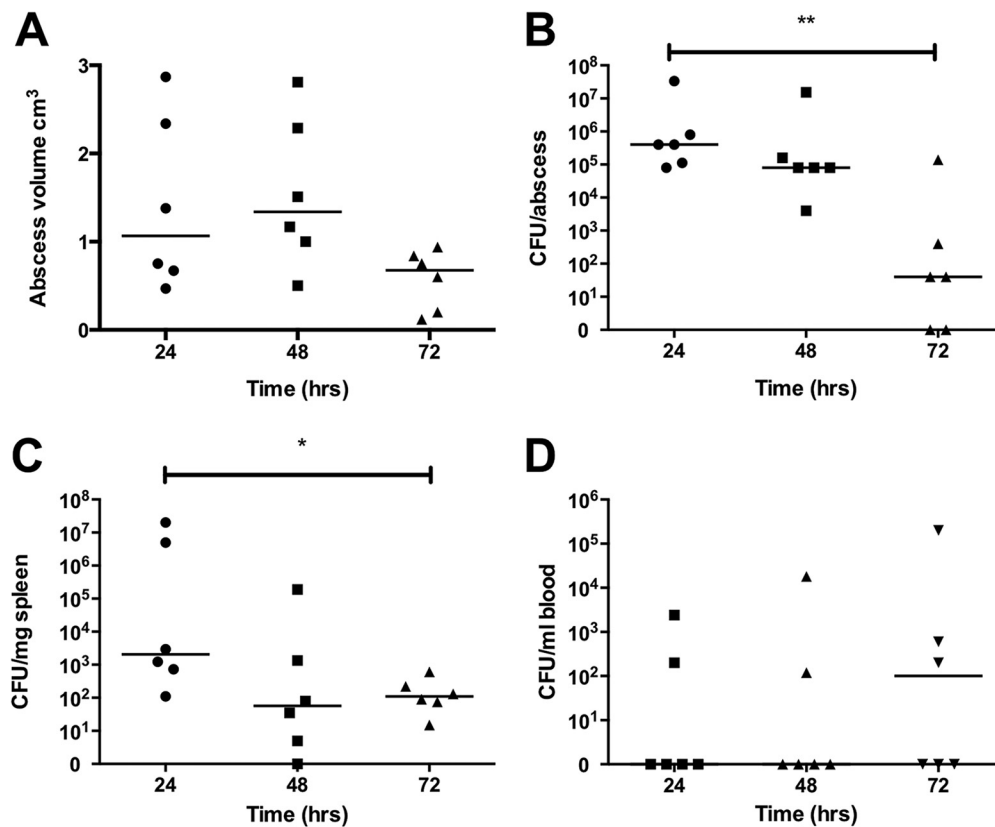 A
Abscess volume cm³
3
2
1
0
24 48 72
Time (hrs)
B
**
CFU/abscess
10⁸
10⁷
10⁶
10⁵
10⁴
10³
10²
10¹
0
24 48 72
Time (hrs)
C
*
CFU/mg spleen
10⁸
10⁷
10⁶
10⁵
10⁴
10³
10²
10¹
0
24 48 72
Time (hrs)
D
CFU/ml blood
10⁶
10⁵
10⁴
10³
10²
10¹
0
24 48 72
Time (hrs)